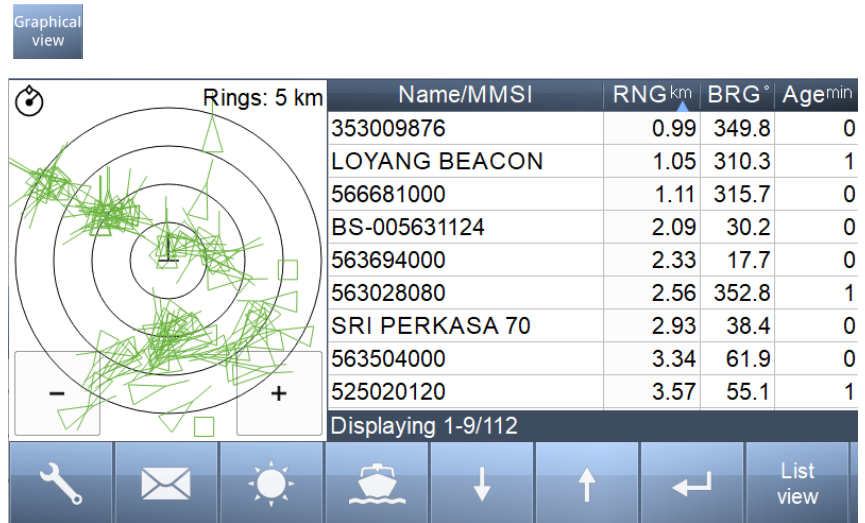 Graphical
view
Rings: 5 km
Name/MMSI RNG km BRG° Age min
353009876 0.99 349.8 0
LOYANG BEACON 1.05 310.3 1
566681000 1.11 315.7 0
BS-005631124 2.09 30.2 0
563694000 2.33 17.7 0
563028080 2.56 352.8 1
SRI PERKASA 70 2.93 38.4 0
563504000 3.34 61.9 0
525020120 3.57 55.1 1
Displaying 1-9/112
- +
List
view